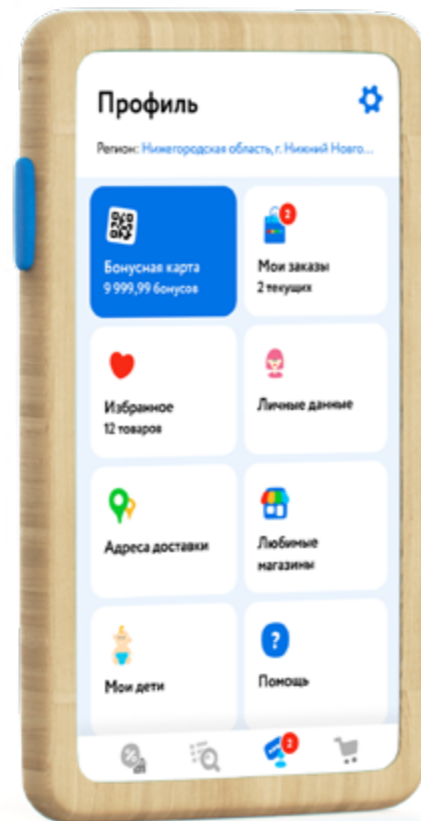 Профиль
Регион: Нижегородская область, г. Нижний Новго...
Бонусная карта
9 999,99 бонусов
2
Мои заказы
2 текущих
Избранное
12 товаров
Личные данные
Адреса доставки
Любимые
магазины
Мои дети
?
Помощь
%
2